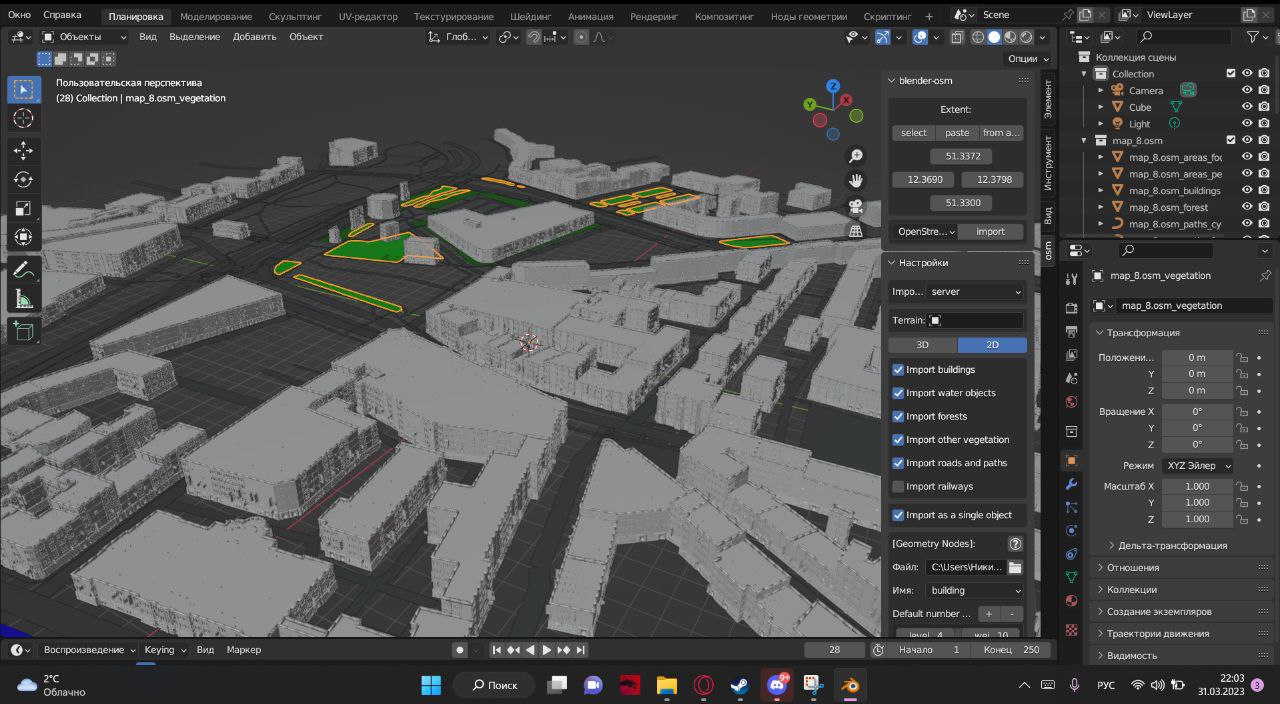 Окно Справка Планировка Моделирование Скульптинг UV-редактор Текстурирование Шейдинг Анимация Рендеринг Композитинг Ноды геометрии Скриптинг + Scene ViewLayer
Объекты Вид Выделение Добавить Объект Глоб...
Опции
Пользовательская перспектива
(28) Collection | map_8.osm_vegetation
Z
X
Y
blender-osm
Extent:
select paste from a...
51.3372
12.3690 12.3798
51.3300
OpenStre... import
Настройки
Impo... server
Terrain:
3D 2D
Import buildings
Import water objects
Import forests
Import other vegetation
Import roads and paths
Import railways
Import as a single object
[Geometry Nodes]: ?
Файл: C:\Users\Ники...
Имя: building
Default number ... + -
level 4 wei 10
Элемент
Инструмент
Вид
osm
Коллекция сцены
Collection
Camera
Cube
Light
map_8.osm
map_8.osm_areas_foo
map_8.osm_areas_pe
map_8.osm_buildings
map_8.osm_forest
map_8.osm_paths_cy
map_8.osm_vegetation
map_8.osm_vegetation
Трансформация
Положени... 0 m
Y 0 m
Z 0 m
Вращение X 0°
Y 0°
Z 0°
Режим XYZ Эйлер
Масштаб X 1.000
Y 1.000
Z 1.000
Дельта-трансформация
Отношения
Коллекции
Создание экземпляров
Траектории движения
Видимость
Воспроизведение Keying Вид Маркер 28 Начало 1 Конец 250
2°C
Облачно
Поиск
9+
РУС
22:03
31.03.2023
3